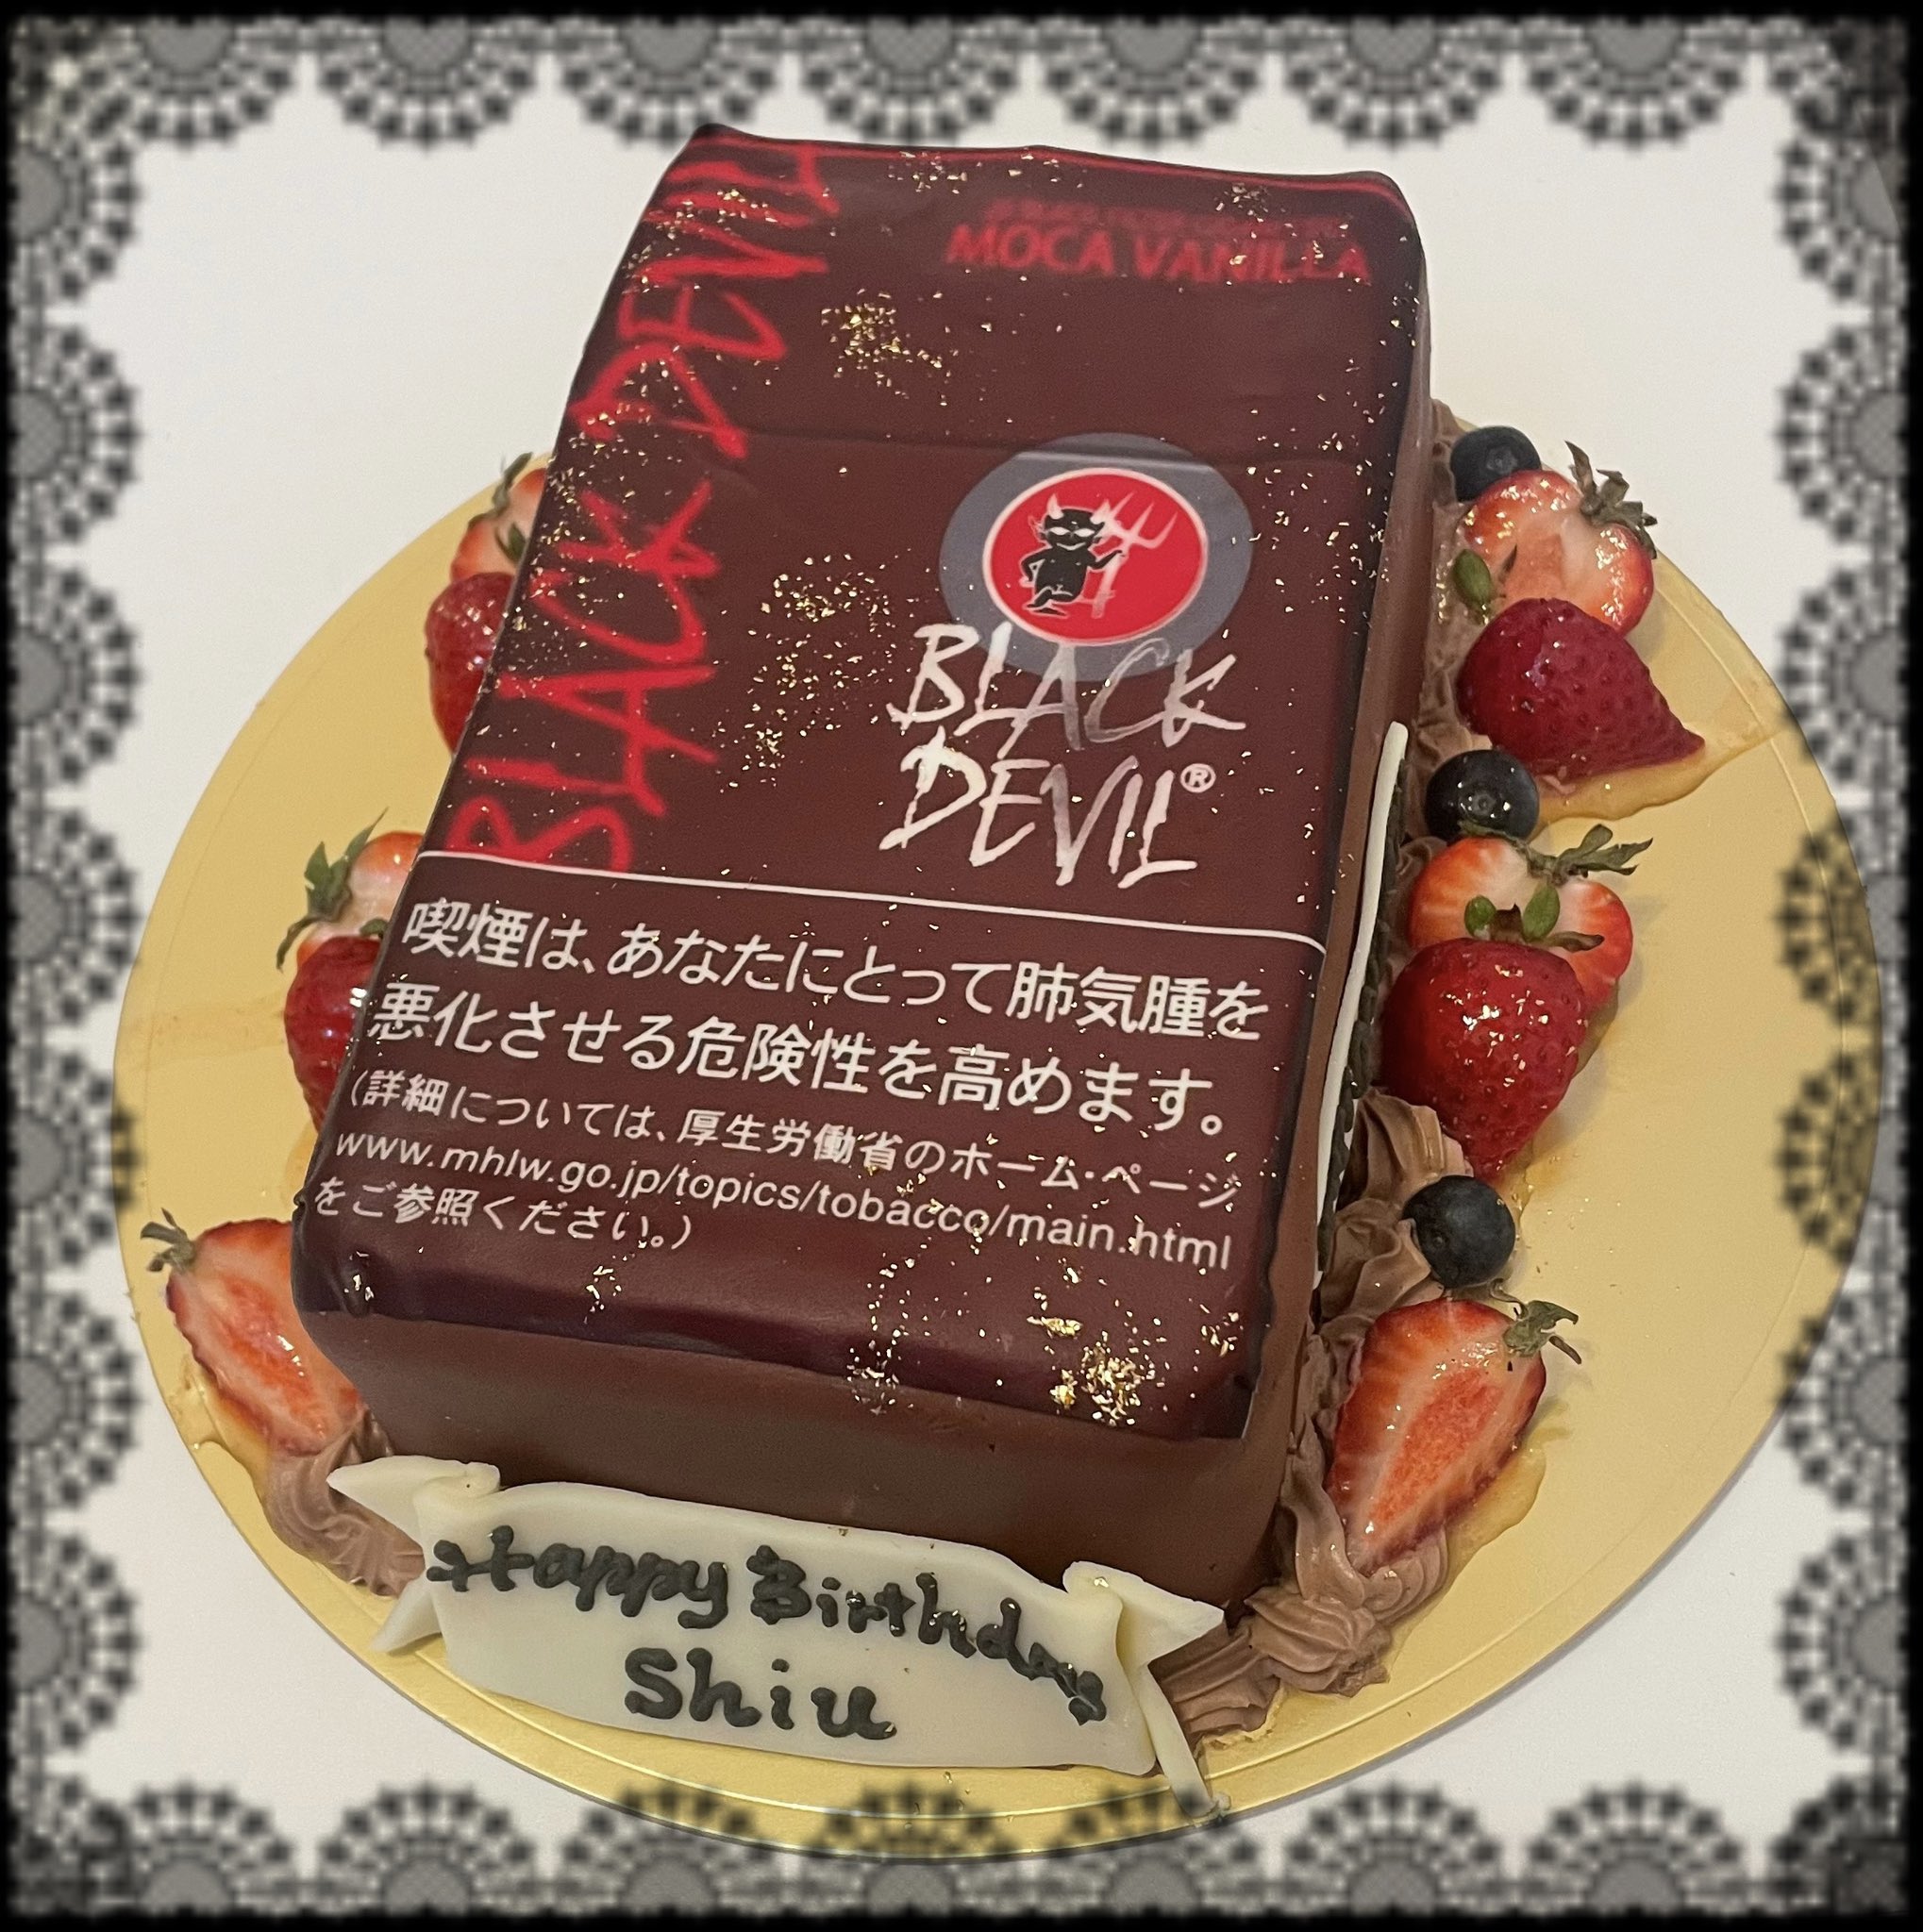 MOCA VANILLA
BLACK DEVIL
BLACK
DEVIL®
喫煙は、あなたにとって肺気腫を
悪化させる危険性を高めます。
(詳細については、厚生労働省のホーム・ページ
www.mhlw.go.jp/topics/tobacco/main.html
をご参照ください。)
Happy Birthday
Shiu